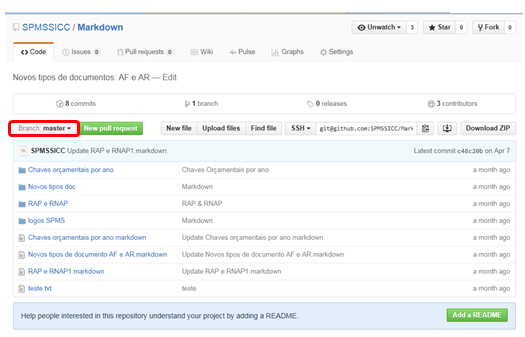 SPMSSICC / Markdown
Unwatch 3 Star 0 Fork 0
Code Issues 0 Pull requests 0 Wiki Pulse Graphs Settings
Novos tipos de documentos: AF e AR — Edit
8 commits 1 branch 0 releases 3 contributors
Branch: master New pull request New file Upload files Find file SSH git@github.com:SPMSSICC/Mark Download ZIP
SPMSSICC Update RAP e RNAP1.markdown Latest commit c48c20b on Apr 7
Chaves orçamentais por ano Chaves Orçamentais por ano a month ago
Novos tipos doc Markdown a month ago
RAP e RNAP RAP & RNAP a month ago
logos SPMS Markdown a month ago
Chaves orçamentais por ano.markdown Update Chaves orçamentais por ano.markdown a month ago
Novos tipos de documento AF e AR.markdown Update Novos tipos de documento AF e AR.markdown a month ago
RAP e RNAP1.markdown Update RAP e RNAP1.markdown a month ago
teste.txt teste a month ago
Help people interested in this repository understand your project by adding a README. Add a README